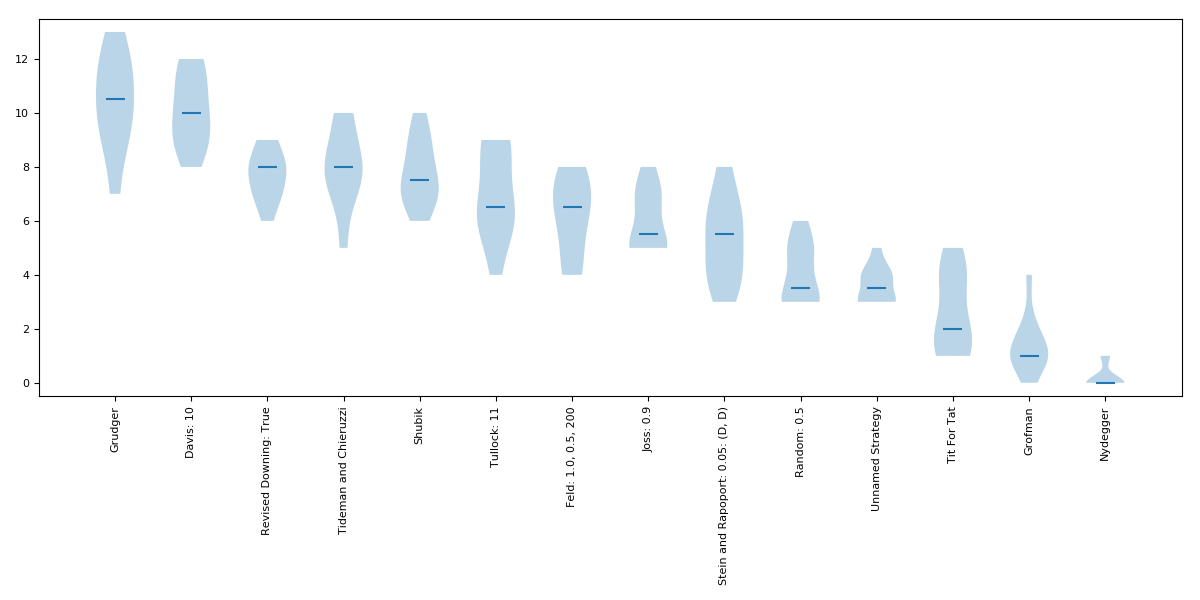 12
10
8
6
4
2
0
Grudger
Davis: 10
Revised Downing: True
Tideman and Chieruzzi
Shubik
Tullock: 11
Feld: 1.0, 0.5, 200
Joss: 0.9
Stein and Rapoport: 0.05: (D, D)
Random: 0.5
Unnamed Strategy
Tit For Tat
Grofman
Nydegger